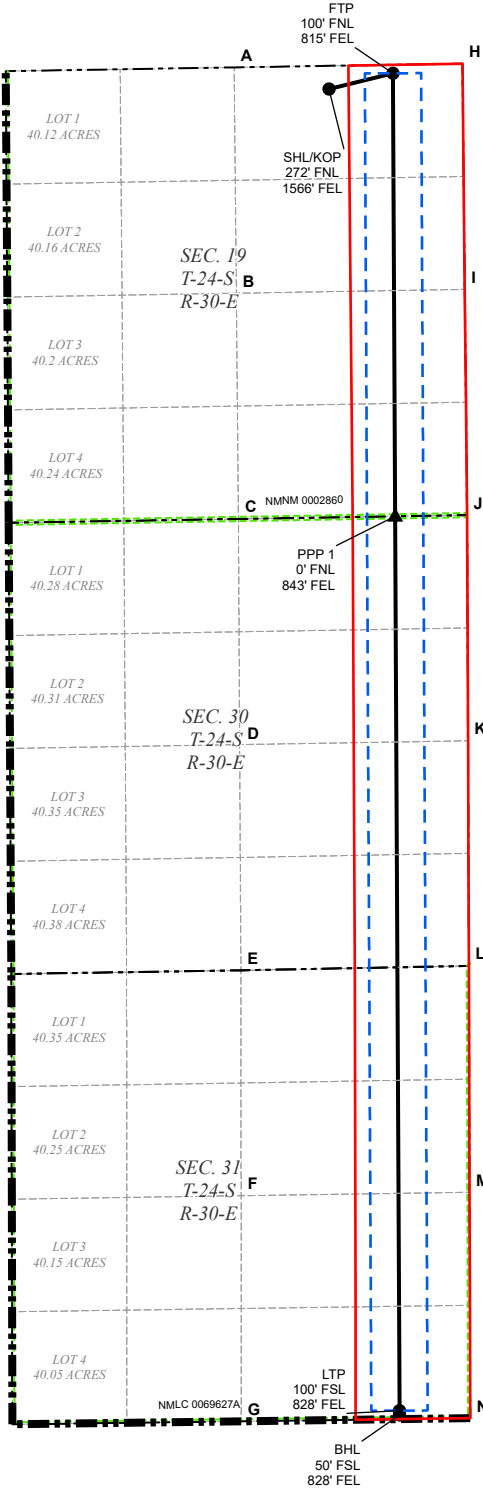 FTP
100' FNL
815' FEL
A
H
LOT 1
40.12 ACRES
SHL/KOP
272' FNL
1566' FEL
LOT 2
40.16 ACRES
SEC. 19
T-24-S
R-30-E
B
I
LOT 3
40.2 ACRES
LOT 4
40.24 ACRES
NMNM 0002860
C
J
PPP 1
0' FNL
843' FEL
LOT 1
40.28 ACRES
LOT 2
40.31 ACRES
SEC. 30
T-24-S
R-30-E
D
K
LOT 3
40.35 ACRES
LOT 4
40.38 ACRES
E
L
LOT 1
40.35 ACRES
LOT 2
40.25 ACRES
SEC. 31
T-24-S
R-30-E
F
M
LOT 3
40.15 ACRES
LOT 4
40.05 ACRES
LTP
100' FSL
828' FEL
NMLC 0069627A
G
N
BHL
50' FSL
828' FEL